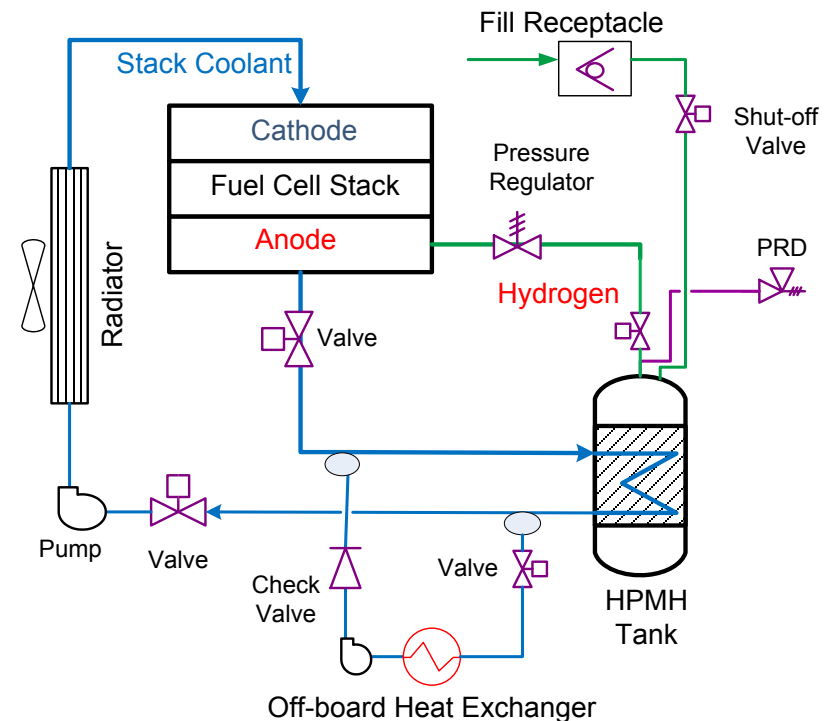 Fill Receptacle
Stack Coolant
Cathode
Shut-off
Valve
Pressure
Regulator
Fuel Cell Stack
Anode
PRD
Hydrogen
Radiator
Valve
Pump
Valve
Check
Valve
Valve
HPMH
Tank
Off-board Heat Exchanger